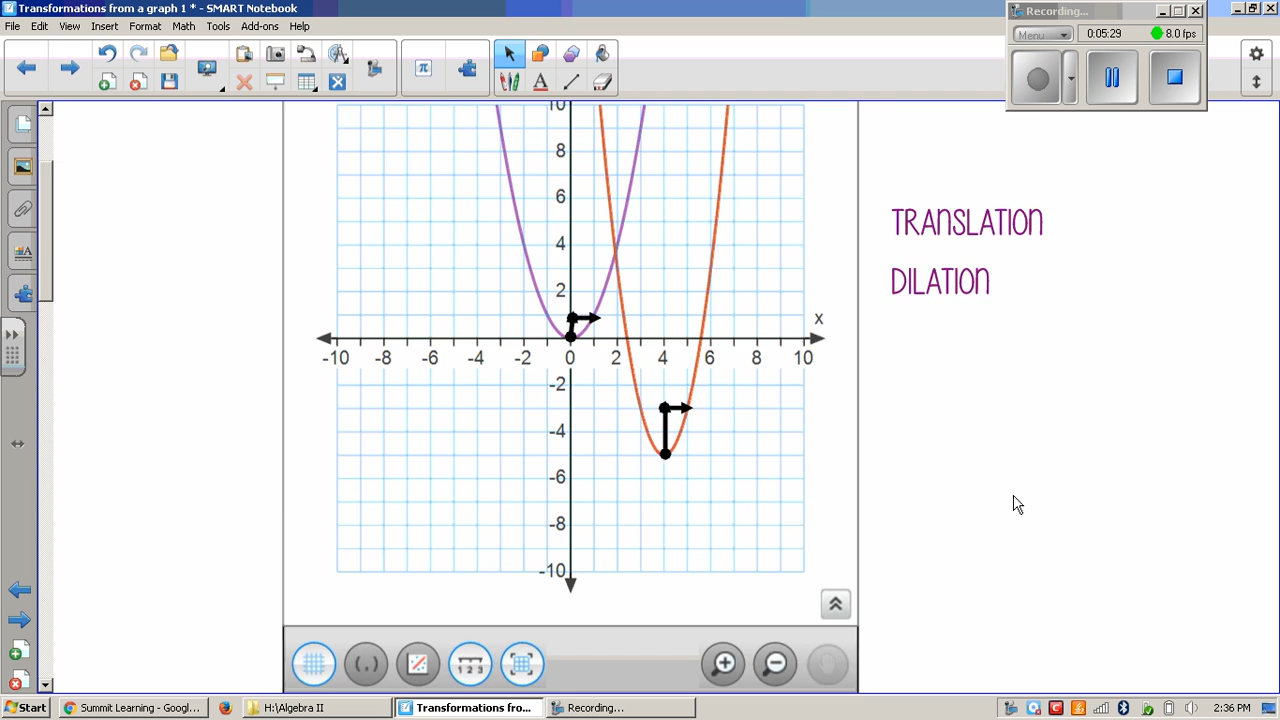 Transformations from a graph 1 * - SMART Notebook
File Edit View Insert Format Math Tools Add-ons Help
Recording...
Menu 0:05:29 8.0 fps
TRANSLATION
DILATION
10
8
6
4
2
x
-10 -8 -6 -4 -2 0 2 4 6 8 10
-2
-4
-6
-8
-10
1 2 3
Start Summit Learning - Googl... H:\Algebra II Transformations fro... Recording... 2:36 PM